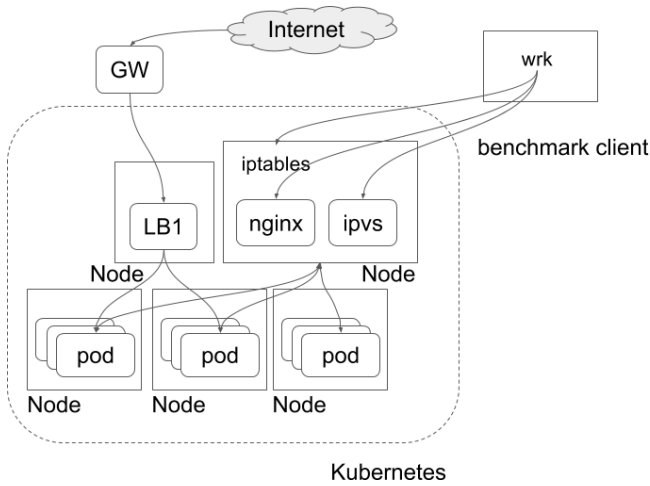 Internet
GW
wrk
benchmark client
iptables
LB1
nginx
ipvs
Node
Node
pod
pod
pod
Node
Node
Node
Kubernetes